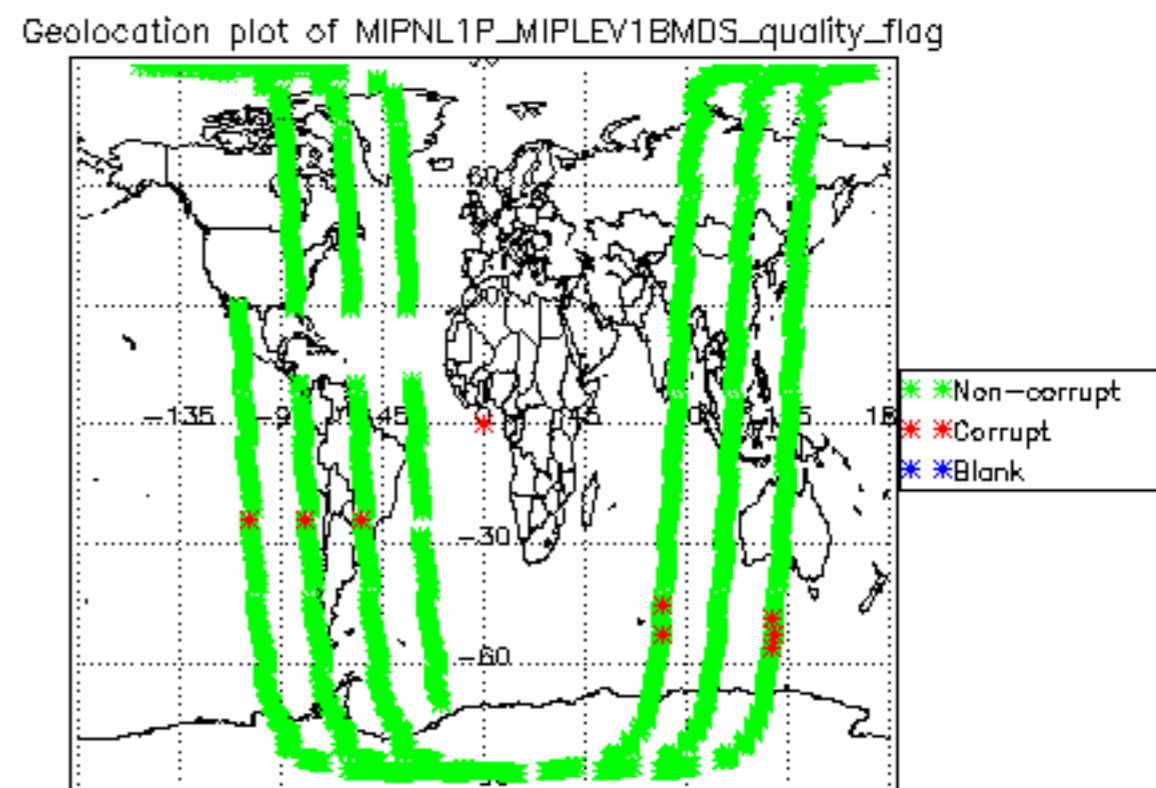 Geolocation plot of MIPNL1P_MIPLEV1BMDS_quality_flag
60
-135
45
Non-corrupt
Corrupt
Blank
-30
-60